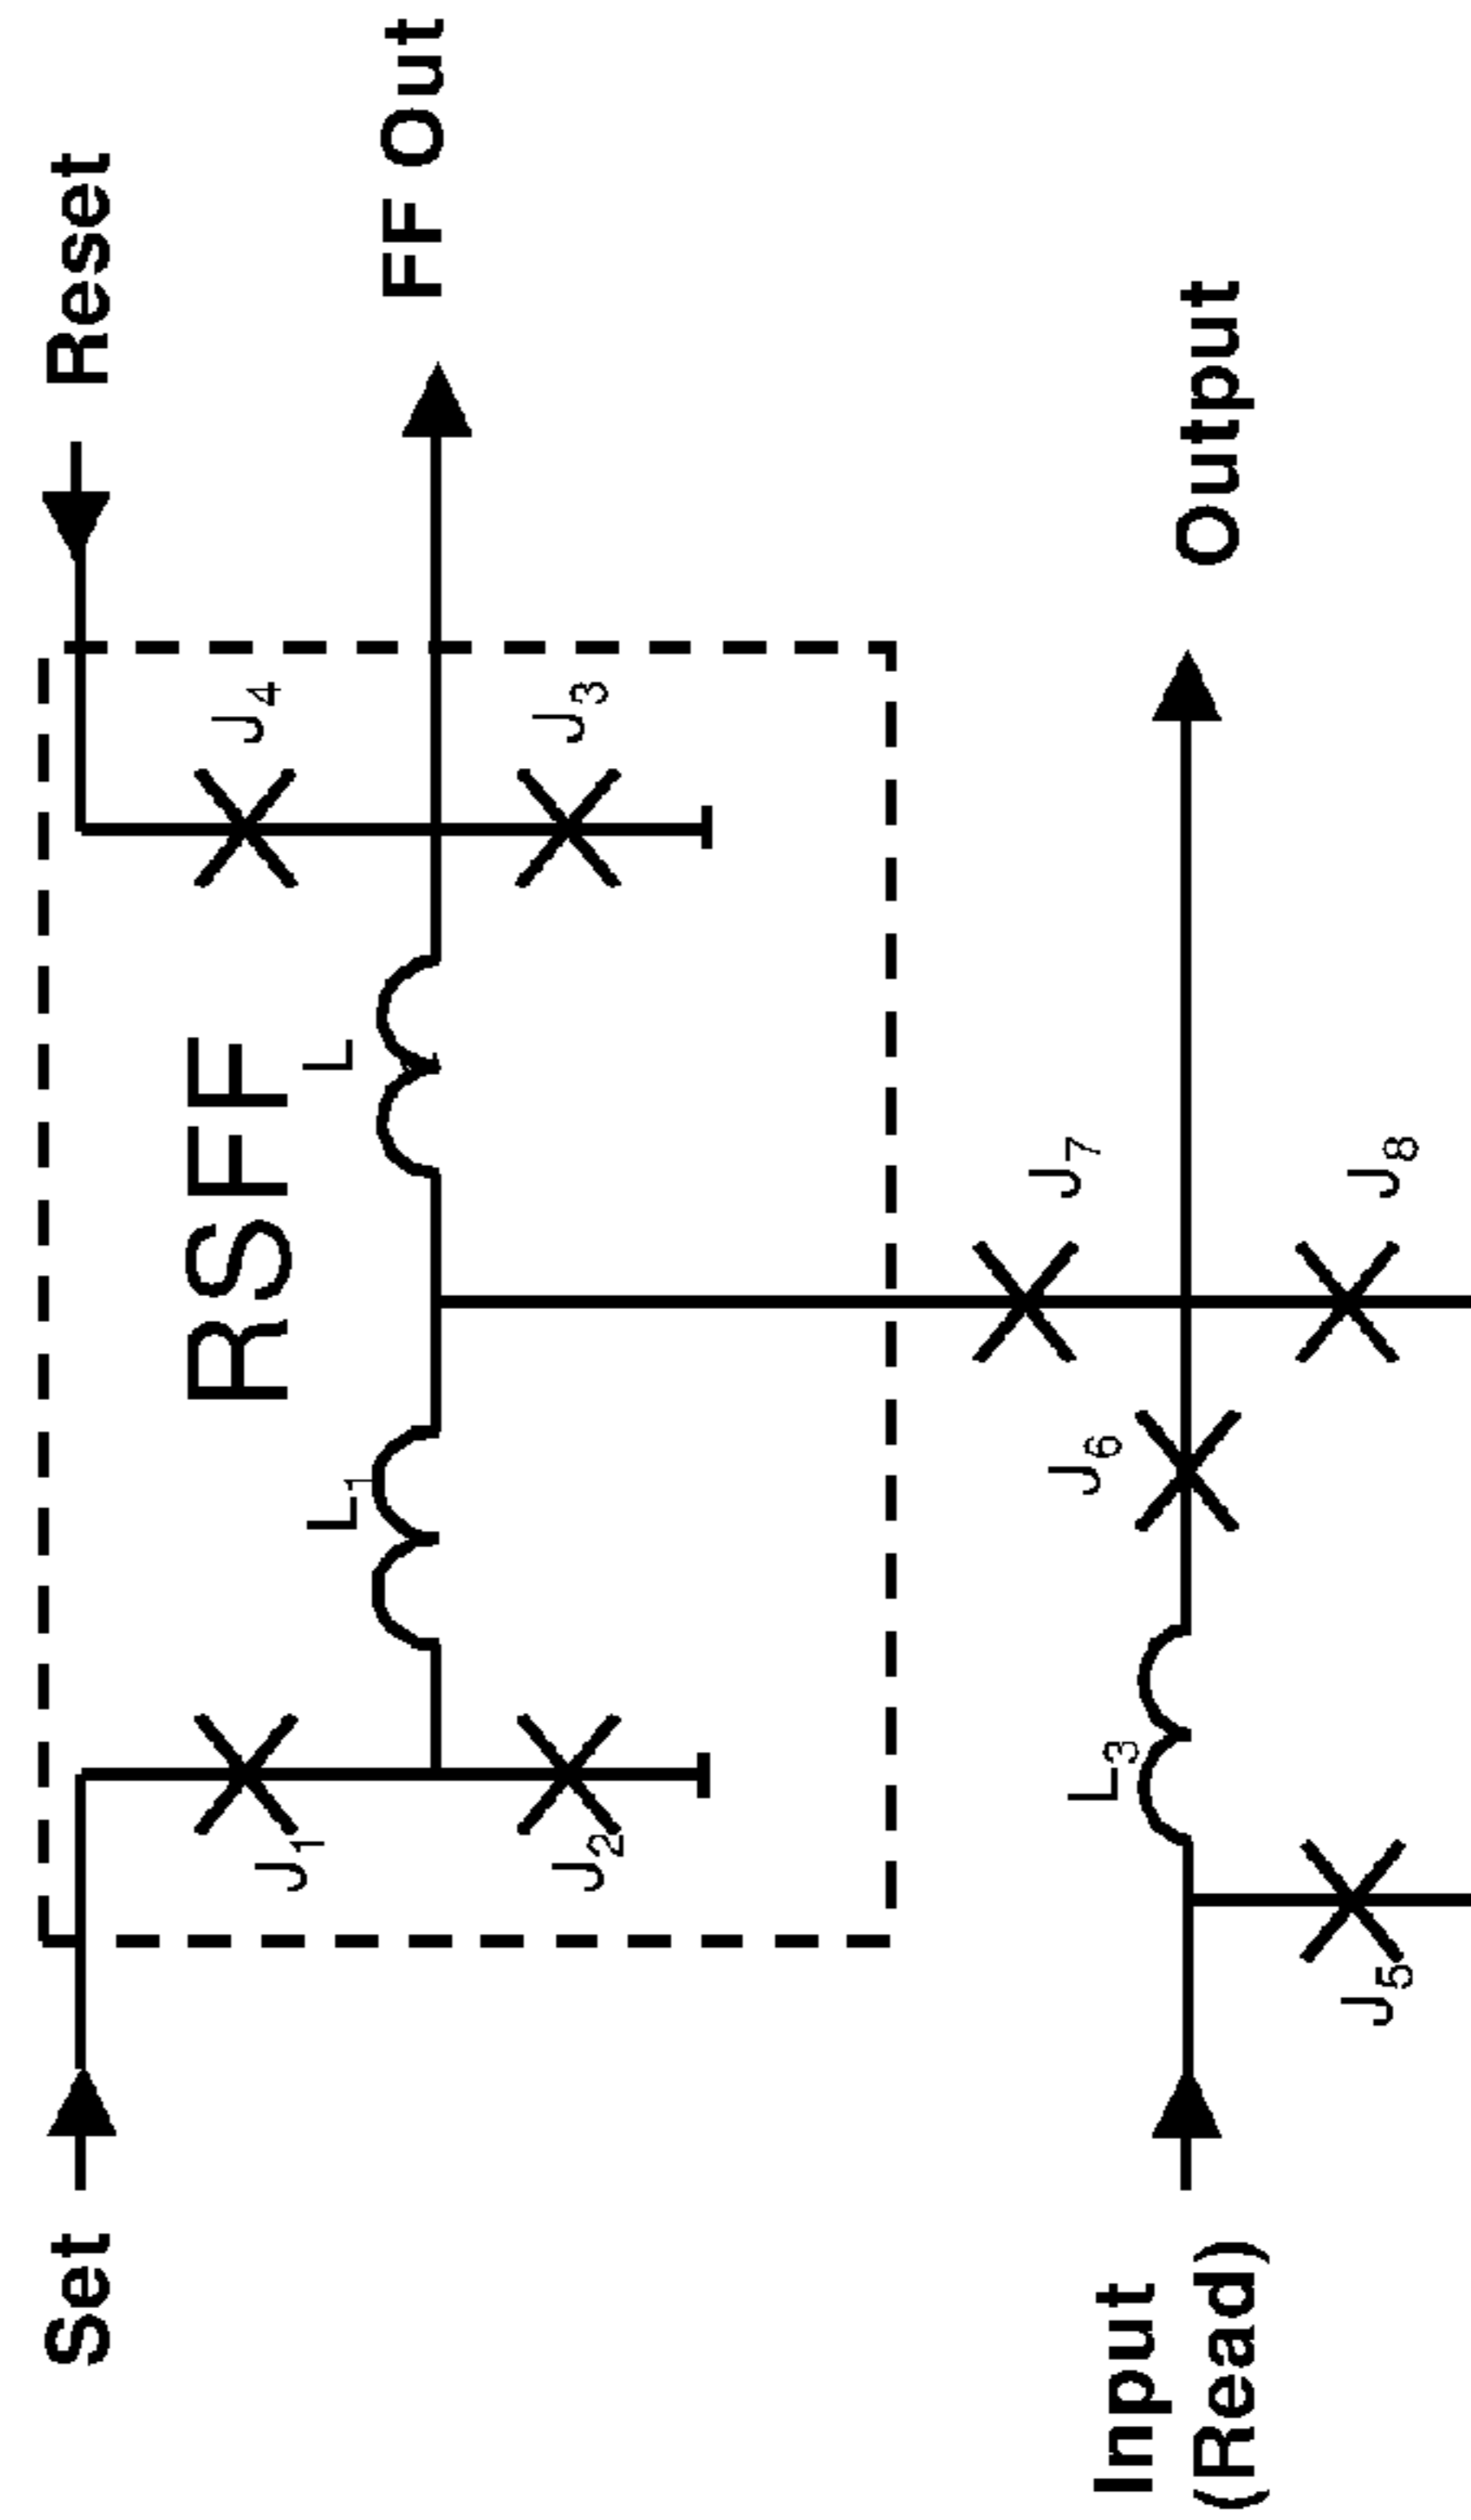 Set
Reset
J1
J4
RSFF
L1
L
FF Out
J2
J3
J7
J6
Input
(Read)
L3
Output
J5
J8